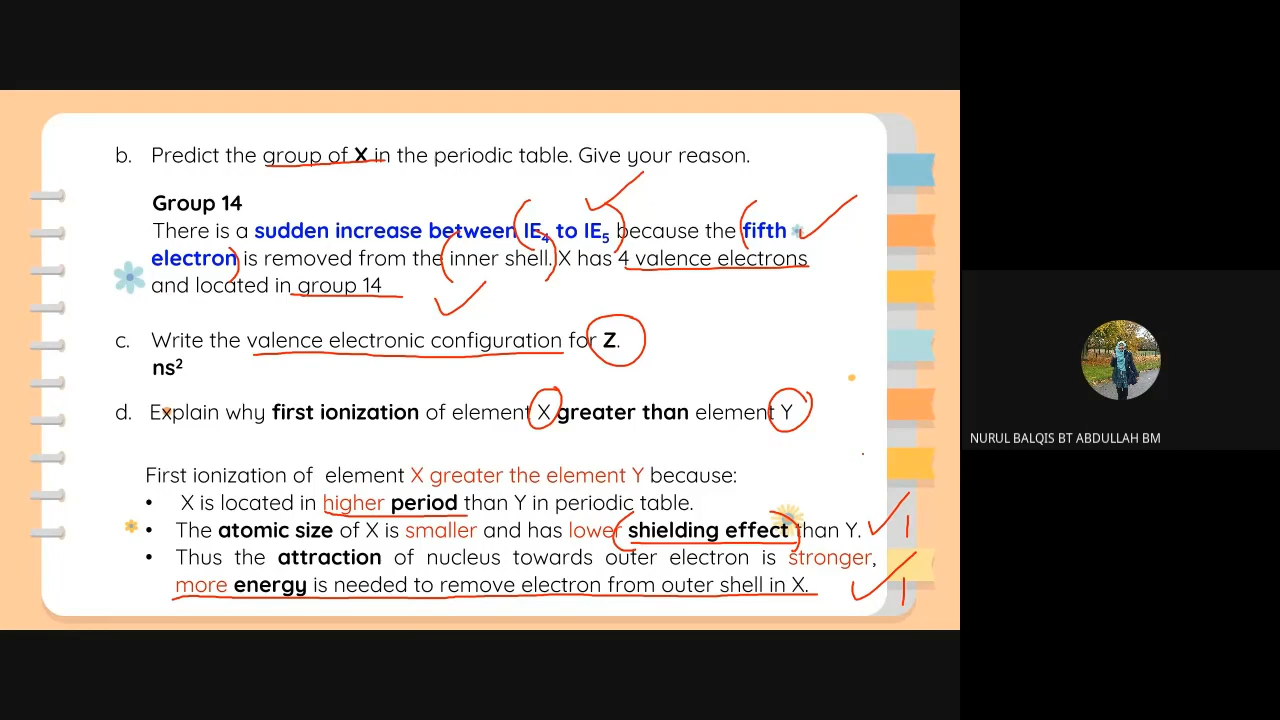 b. Predict the group of X in the periodic table. Give your reason.
Group 14
There is a sudden increase between IE₄ to IE₅ because the fifth
electron is removed from the inner shell. X has 4 valence electrons
and located in group 14
c. Write the valence electronic configuration for Z.
ns²
d. Explain why first ionization of element X greater than element Y
NURUL BALQIS BT ABDULLAH BM
First ionization of element X greater the element Y because:
• X is located in higher period than Y in periodic table.
• The atomic size of X is smaller and has lower shielding effect than Y. 1
• Thus the attraction of nucleus towards outer electron is stronger,
more energy is needed to remove electron from outer shell in X. 1